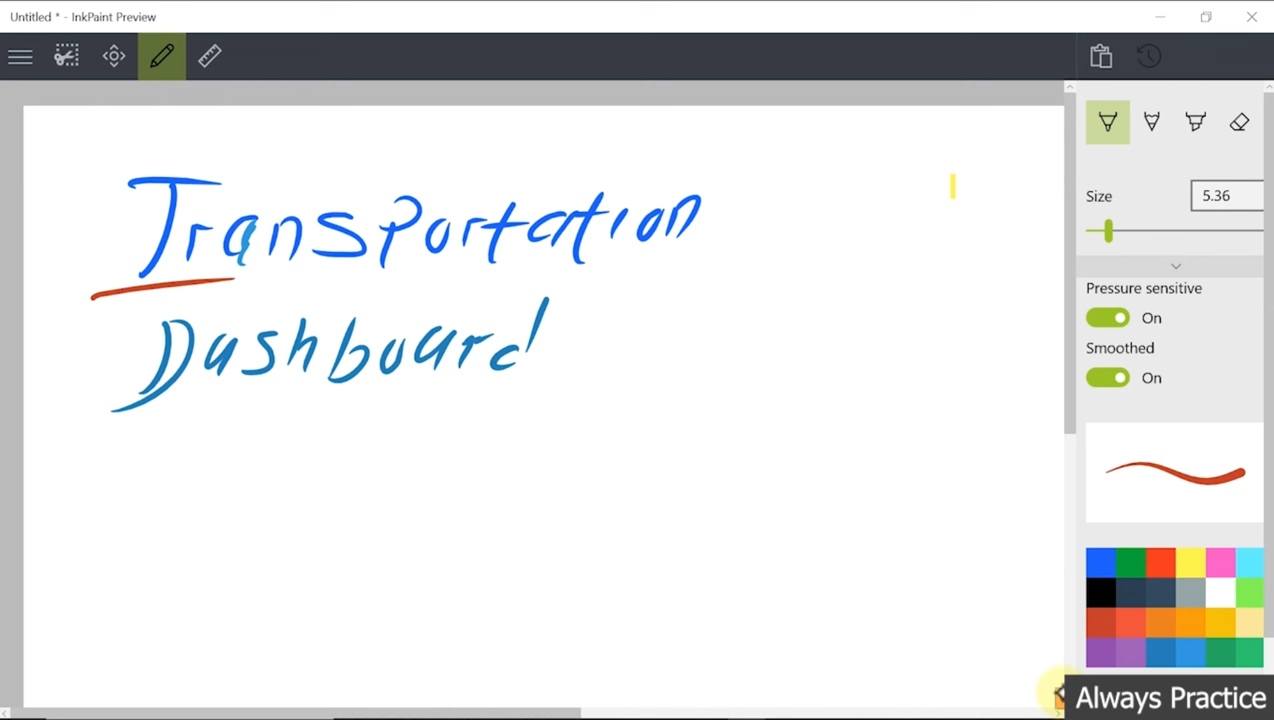 Untitled * - InkPaint Preview
Size
5.36
Pressure sensitive
On
Smoothed
On
Transportation
Dashboard
Always Practice